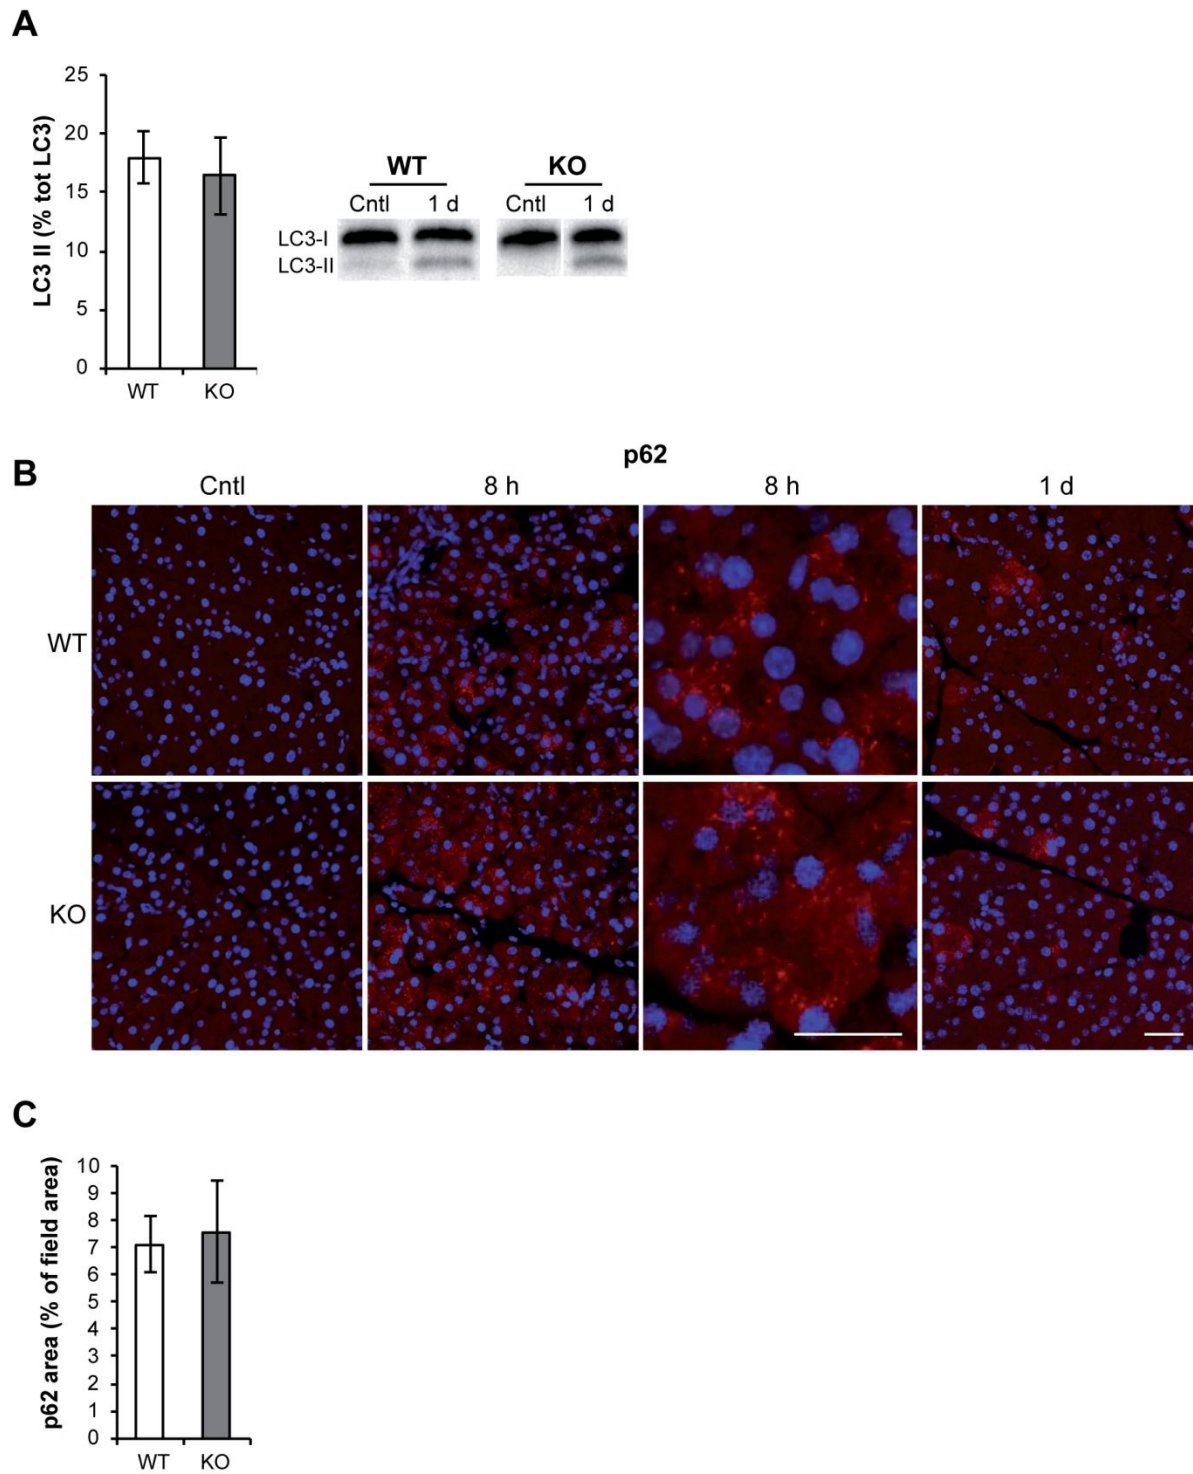 A
LC3 II (% tot LC3)
25
20
15
10
5
0
WT
KO
WT
KO
Cntl
1 d
Cntl
1 d
LC3-I
LC3-II
B
p62
Cntl
8 h
8 h
1 d
WT
KO
C
p62 area (% of field area)
10
9
8
7
6
5
4
3
2
1
0
WT
KO